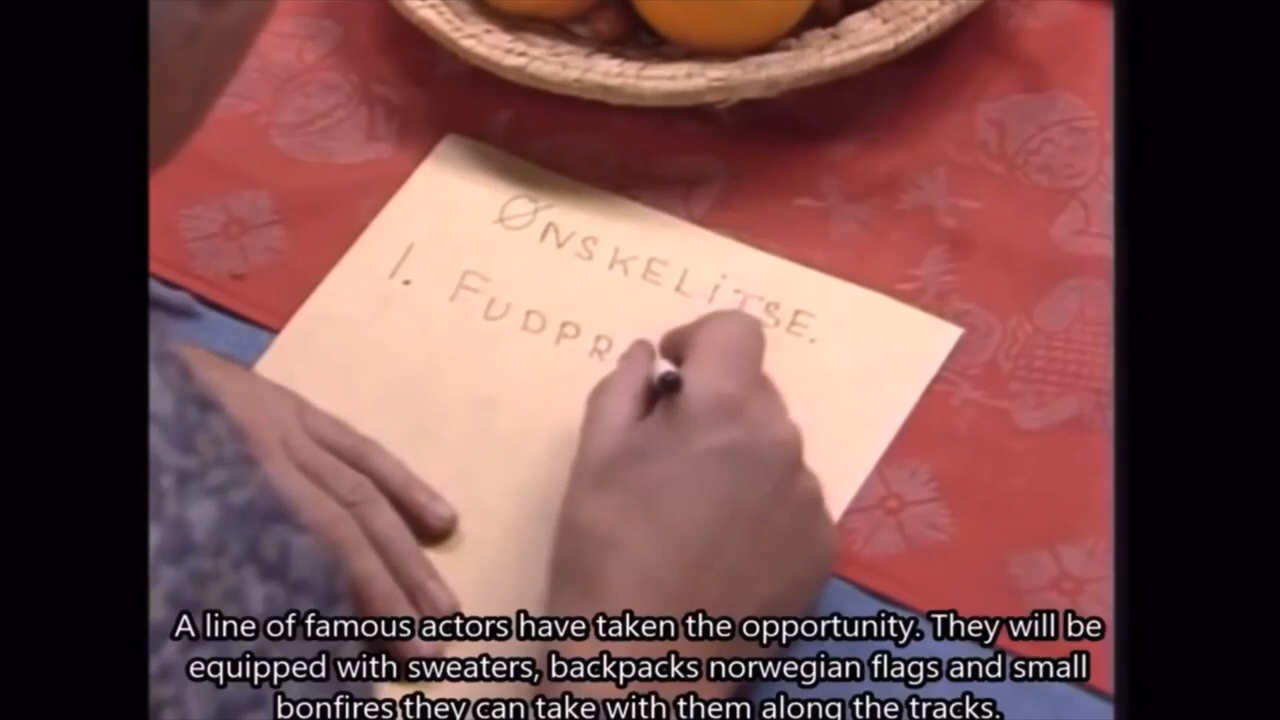 ØNSKELiTSE.
1. FUDPR
A line of famous actors have taken the opportunity. They will be
equipped with sweaters, backpacks norwegian flags and small
bonfires they can take with them along the tracks.